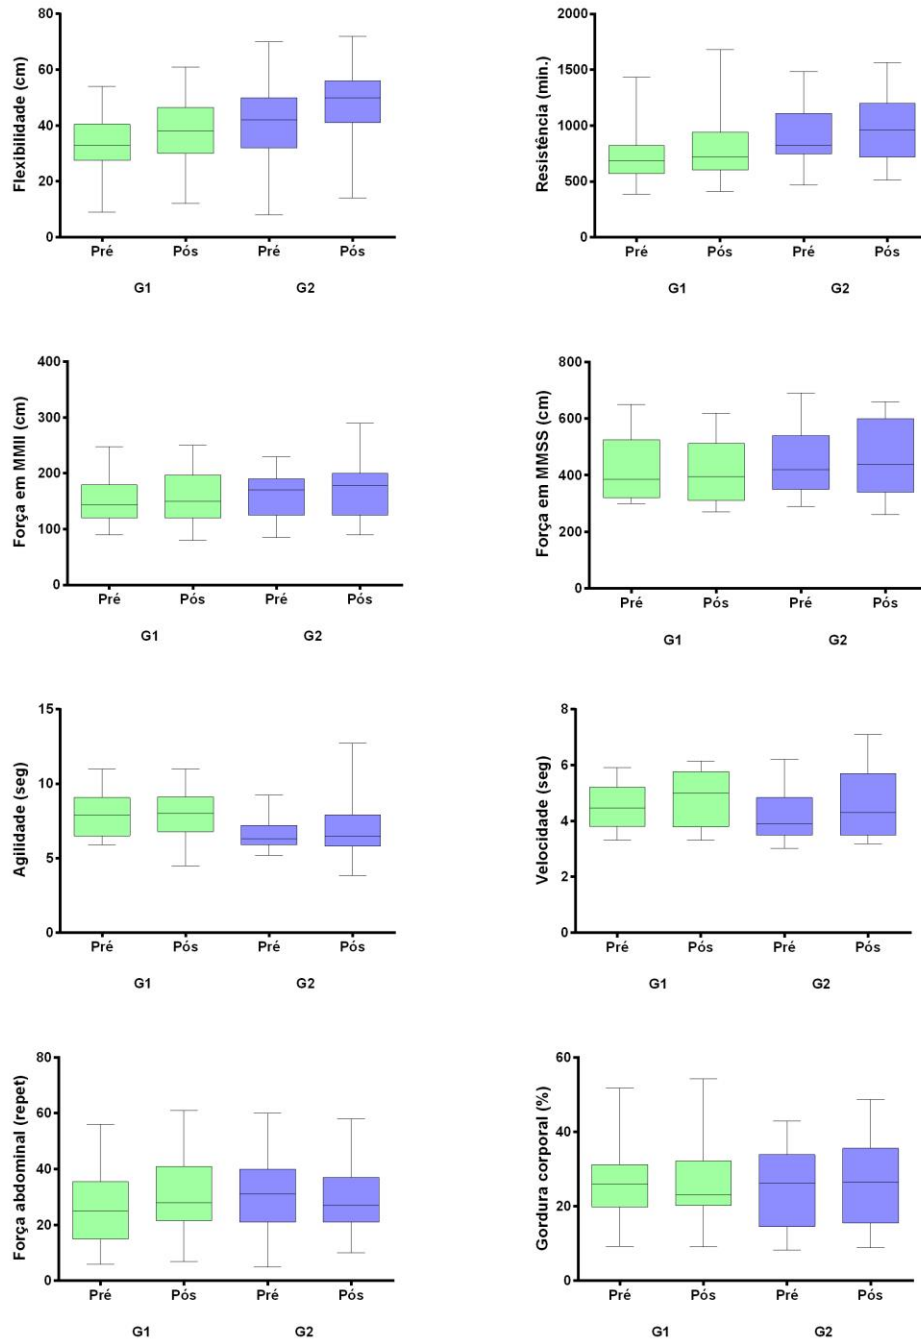 Flexibilidade (cm)
80
60
40
20
0
Pré Pós Pré Pós
G1 G2
Resistência (min.)
2000
1500
1000
500
0
Pré Pós Pré Pós
G1 G2
Força em MMII (cm)
400
300
200
100
0
Pré Pós Pré Pós
G1 G2
Força em MMSS (cm)
800
600
400
200
0
Pré Pós Pré Pós
G1 G2
Agilidade (seg)
15
10
5
0
Pré Pós Pré Pós
G1 G2
Velocidade (seg)
8
6
4
2
0
Pré Pós Pré Pós
G1 G2
Força abdominal (repet)
80
60
40
20
0
Pré Pós Pré Pós
G1 G2
Gordura corporal (%)
60
40
20
0
Pré Pós Pré Pós
G1 G2